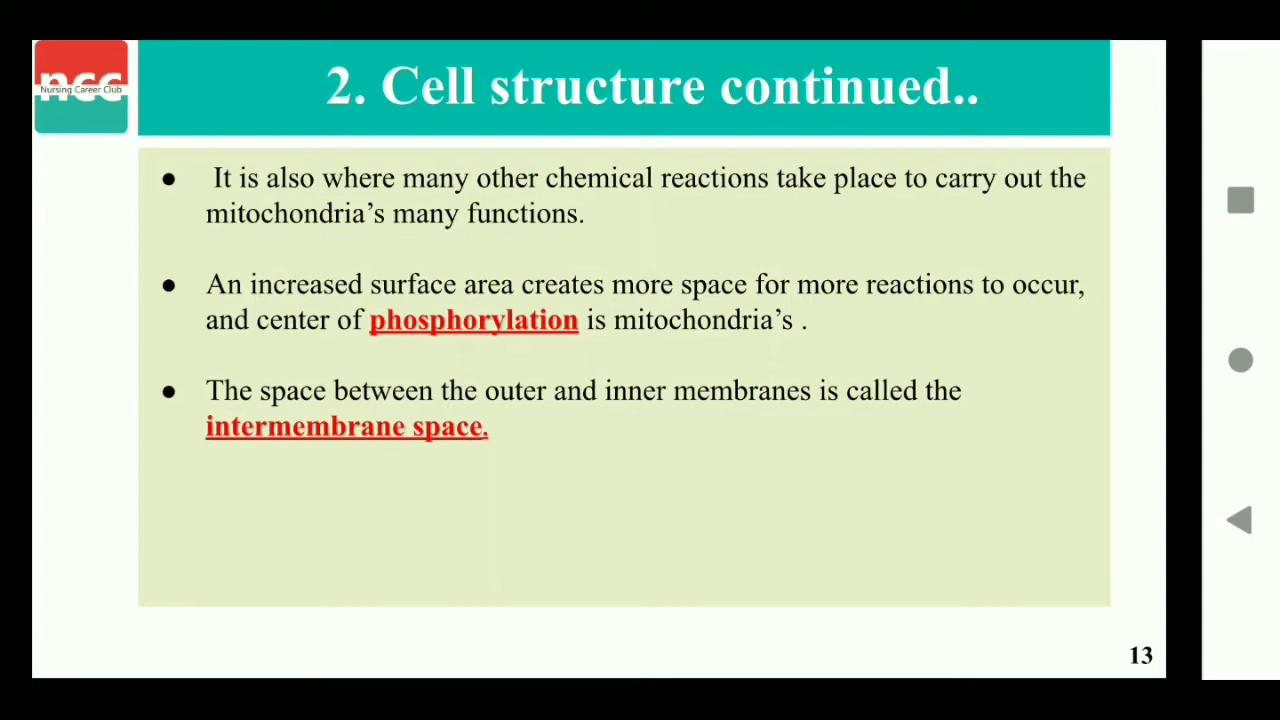 ncc
Nursing Career Club
2. Cell structure continued..
● It is also where many other chemical reactions take place to carry out the
mitochondria’s many functions.
● An increased surface area creates more space for more reactions to occur,
and center of phosphorylation is mitochondria’s .
● The space between the outer and inner membranes is called the
intermembrane space.
13